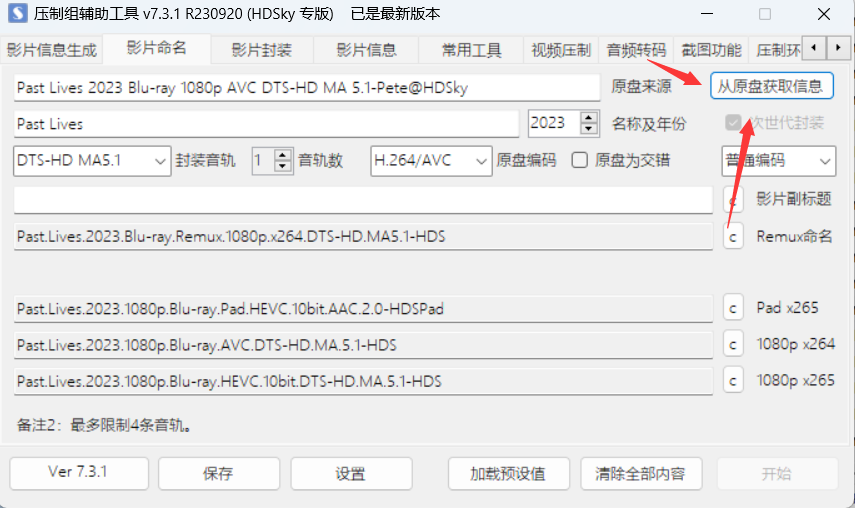 压制组辅助工具 v7.3.1 R230920 (HDSky 专版) 已是最新版本
影片信息生成 影片命名 影片封装 影片信息 常用工具 视频压制 音频转码 截图功能 压制环
Past Lives 2023 Blu-ray 1080p AVC DTS-HD MA 5.1-Pete@HDSky 原盘来源 从原盘获取信息
Past Lives 2023 名称及年份 次世代封装
DTS-HD MA5.1 封装音轨 1 音轨数 H.264/AVC 原盘编码 原盘为交错 普通编码
c 影片副标题
Past.Lives.2023.Blu-ray.Remux.1080p.x264.DTS-HD.MA5.1-HDS c Remux命名
Past.Lives.2023.1080p.Blu-ray.Pad.HEVC.10bit.AAC.2.0-HDSPad c Pad x265
Past.Lives.2023.1080p.Blu-ray.AVC.DTS-HD.MA.5.1-HDS c 1080p x264
Past.Lives.2023.1080p.Blu-ray.HEVC.10bit.DTS-HD.MA.5.1-HDS c 1080p x265
备注2：最多限制4条音轨。
Ver 7.3.1 保存 设置 加载预设值 清除全部内容 开始